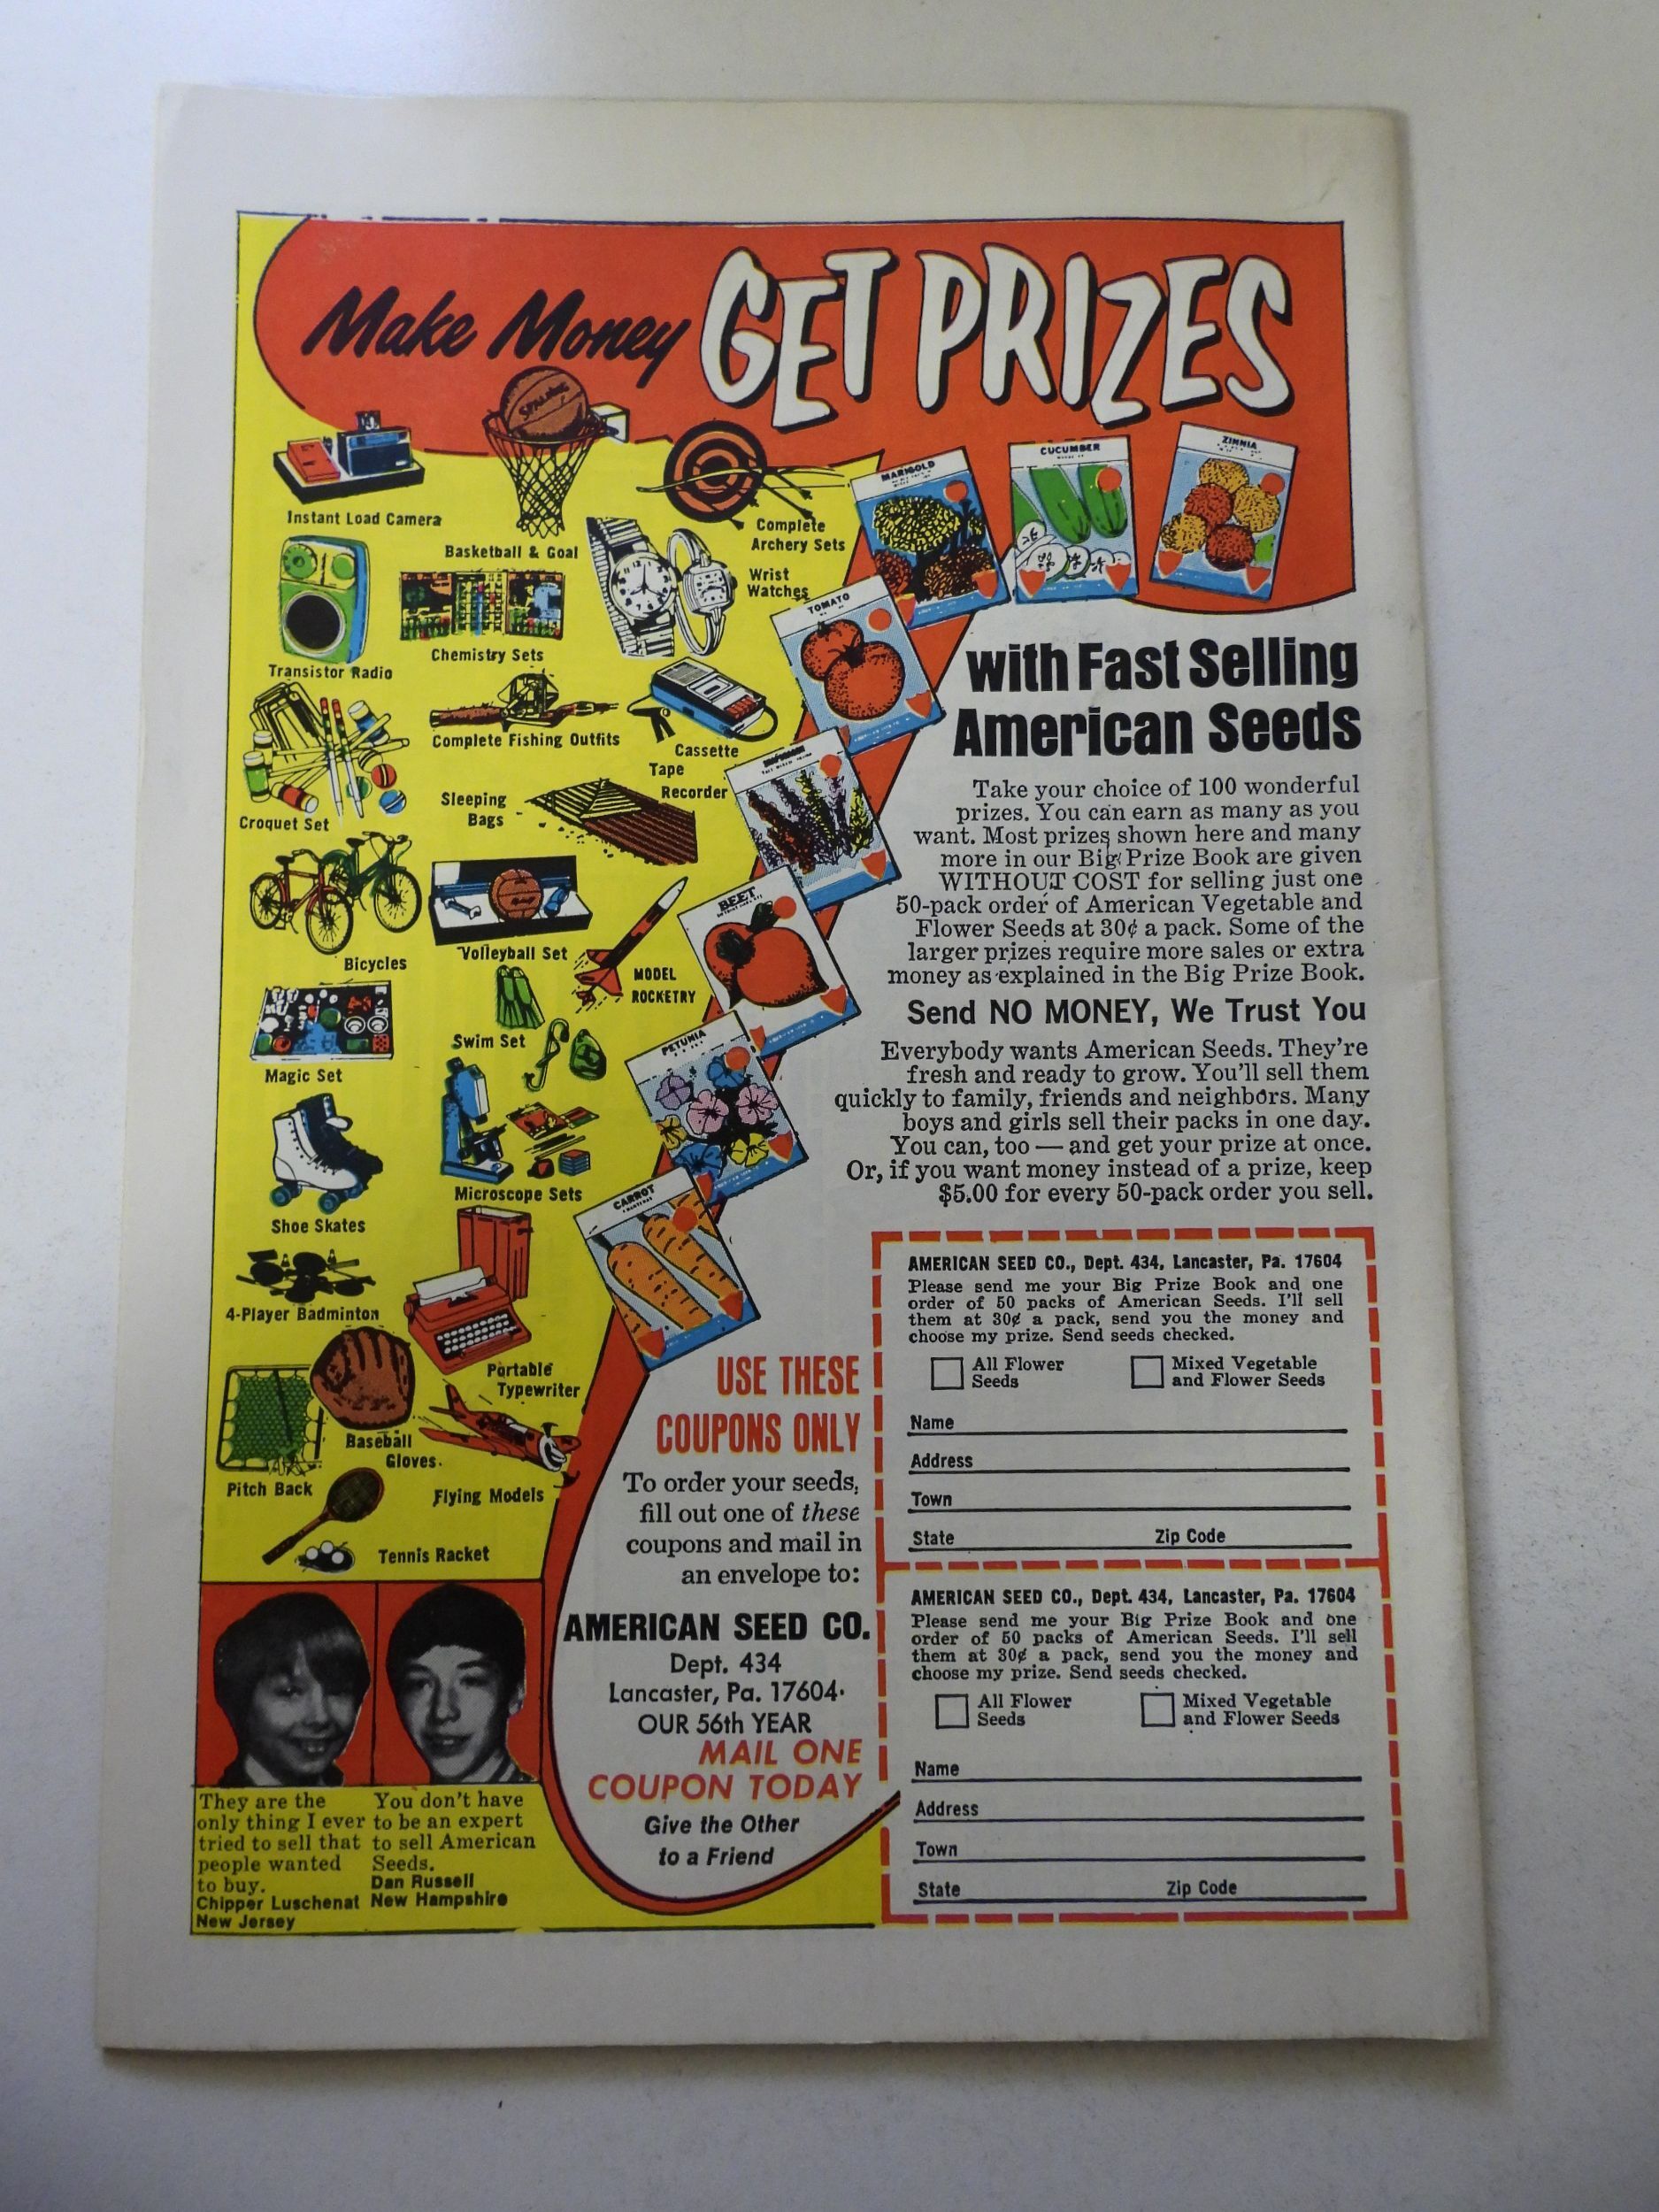 Make Money GET PRIZES
SPALDING
Instant Load Camera
Basketball & Goal
Complete
Archery Sets
Wrist
Watches
Transistor Radio
Chemistry Sets
Complete Fishing Outfits
Cassette
Tape
Recorder
Croquet Set
Sleeping
Bags
Bicycles
Volleyball Set
MODEL
ROCKETRY
Magic Set
Swim Set
Shoe Skates
Microscope Sets
4-Player Badminton
Portable
Typewriter
Pitch Back
Baseball
Gloves
Flying Models
Tennis Racket
MARIGOLD
CUCUMBER
ZINNIA
TOMATO
BEET
PETUNIA
CARROT
with Fast Selling
American Seeds
Take your choice of 100 wonderful
prizes. You can earn as many as you
want. Most prizes shown here and many
more in our Big Prize Book are given
WITHOUT COST for selling just one
50-pack order of American Vegetable and
Flower Seeds at 30¢ a pack. Some of the
larger prizes require more sales or extra
money as explained in the Big Prize Book.
Send NO MONEY, We Trust You
Everybody wants American Seeds. They're
fresh and ready to grow. You'll sell them
quickly to family, friends and neighbors. Many
boys and girls sell their packs in one day.
You can, too — and get your prize at once.
Or, if you want money instead of a prize, keep
$5.00 for every 50-pack order you sell.
USE THESE
COUPONS ONLY
To order your seeds,
fill out one of these
coupons and mail in
an envelope to:
AMERICAN SEED CO.
Dept. 434
Lancaster, Pa. 17604
OUR 56th YEAR
MAIL ONE
COUPON TODAY
Give the Other
to a Friend
AMERICAN SEED CO., Dept. 434, Lancaster, Pa. 17604
Please send me your Big Prize Book and one
order of 50 packs of American Seeds. I'll sell
them at 30¢ a pack, send you the money and
choose my prize. Send seeds checked.
All Flower
Seeds
Mixed Vegetable
and Flower Seeds
Name
Address
Town
State Zip Code
AMERICAN SEED CO., Dept. 434, Lancaster, Pa. 17604
Please send me your Big Prize Book and one
order of 50 packs of American Seeds. I'll sell
them at 30¢ a pack, send you the money and
choose my prize. Send seeds checked.
All Flower
Seeds
Mixed Vegetable
and Flower Seeds
Name
Address
Town
State Zip Code
They are the
only thing I ever
tried to sell that
people wanted
to buy.
Chipper Luschenat
New Jersey
You don't have
to be an expert
to sell American
Seeds.
Dan Russell
New Hampshire